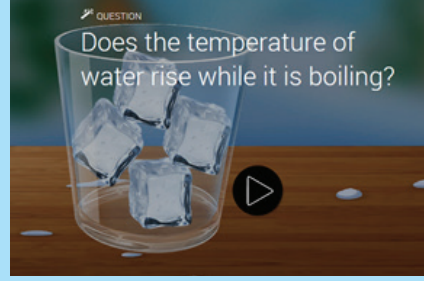 QUESTION
Does the temperature of
water rise while it is boiling?